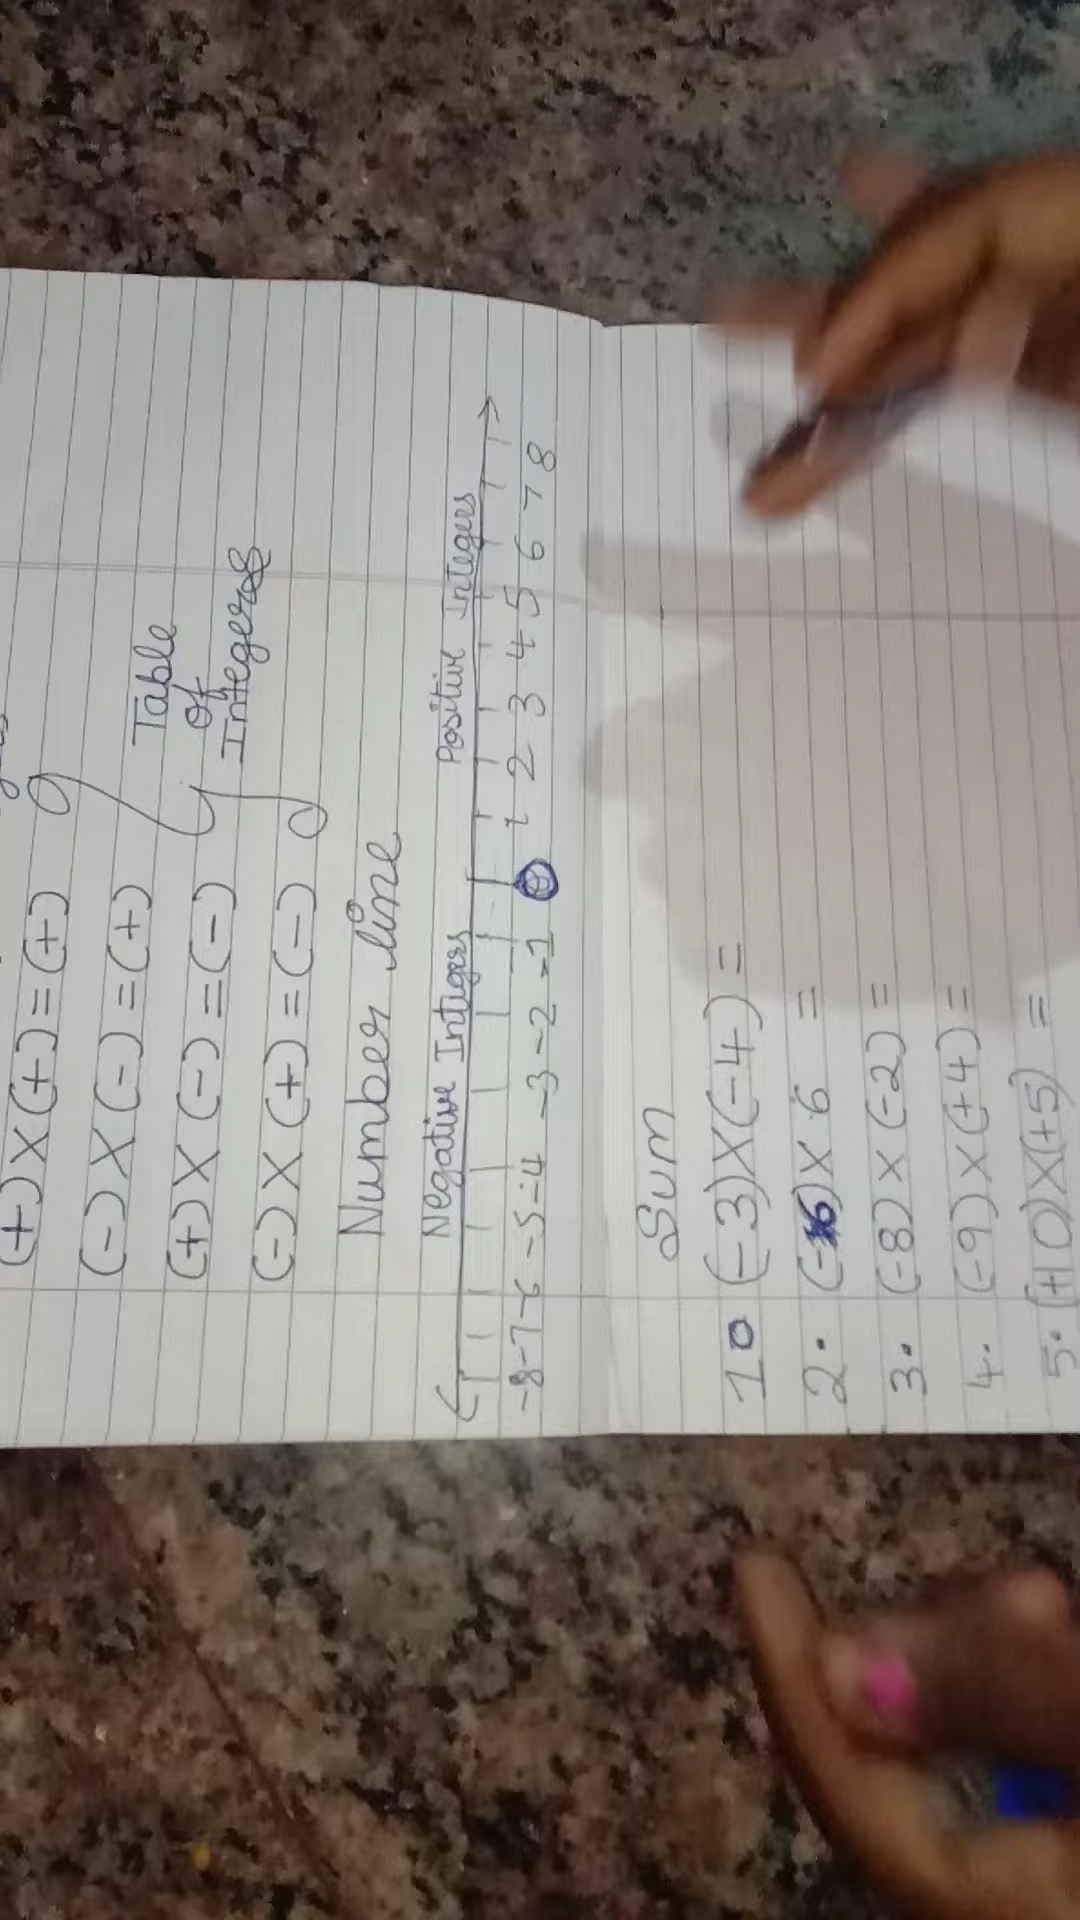 (+)×(+)=(+)
(-)×(-)=(+)
(+)×(-)=(-)
(-)×(+)=(-)
Table
of
Integers
Number line
Negative Integers Positive Integers
-8 -7 -6 -5 -4 -3 -2 -1 0 1 2 3 4 5 6 7 8
Sum
1. (-3)×(-4)=
2. (-6)×6 =
3. (-8)×(-2)=
4. (-9)×(+4)=
5. (+10)×(+5) =